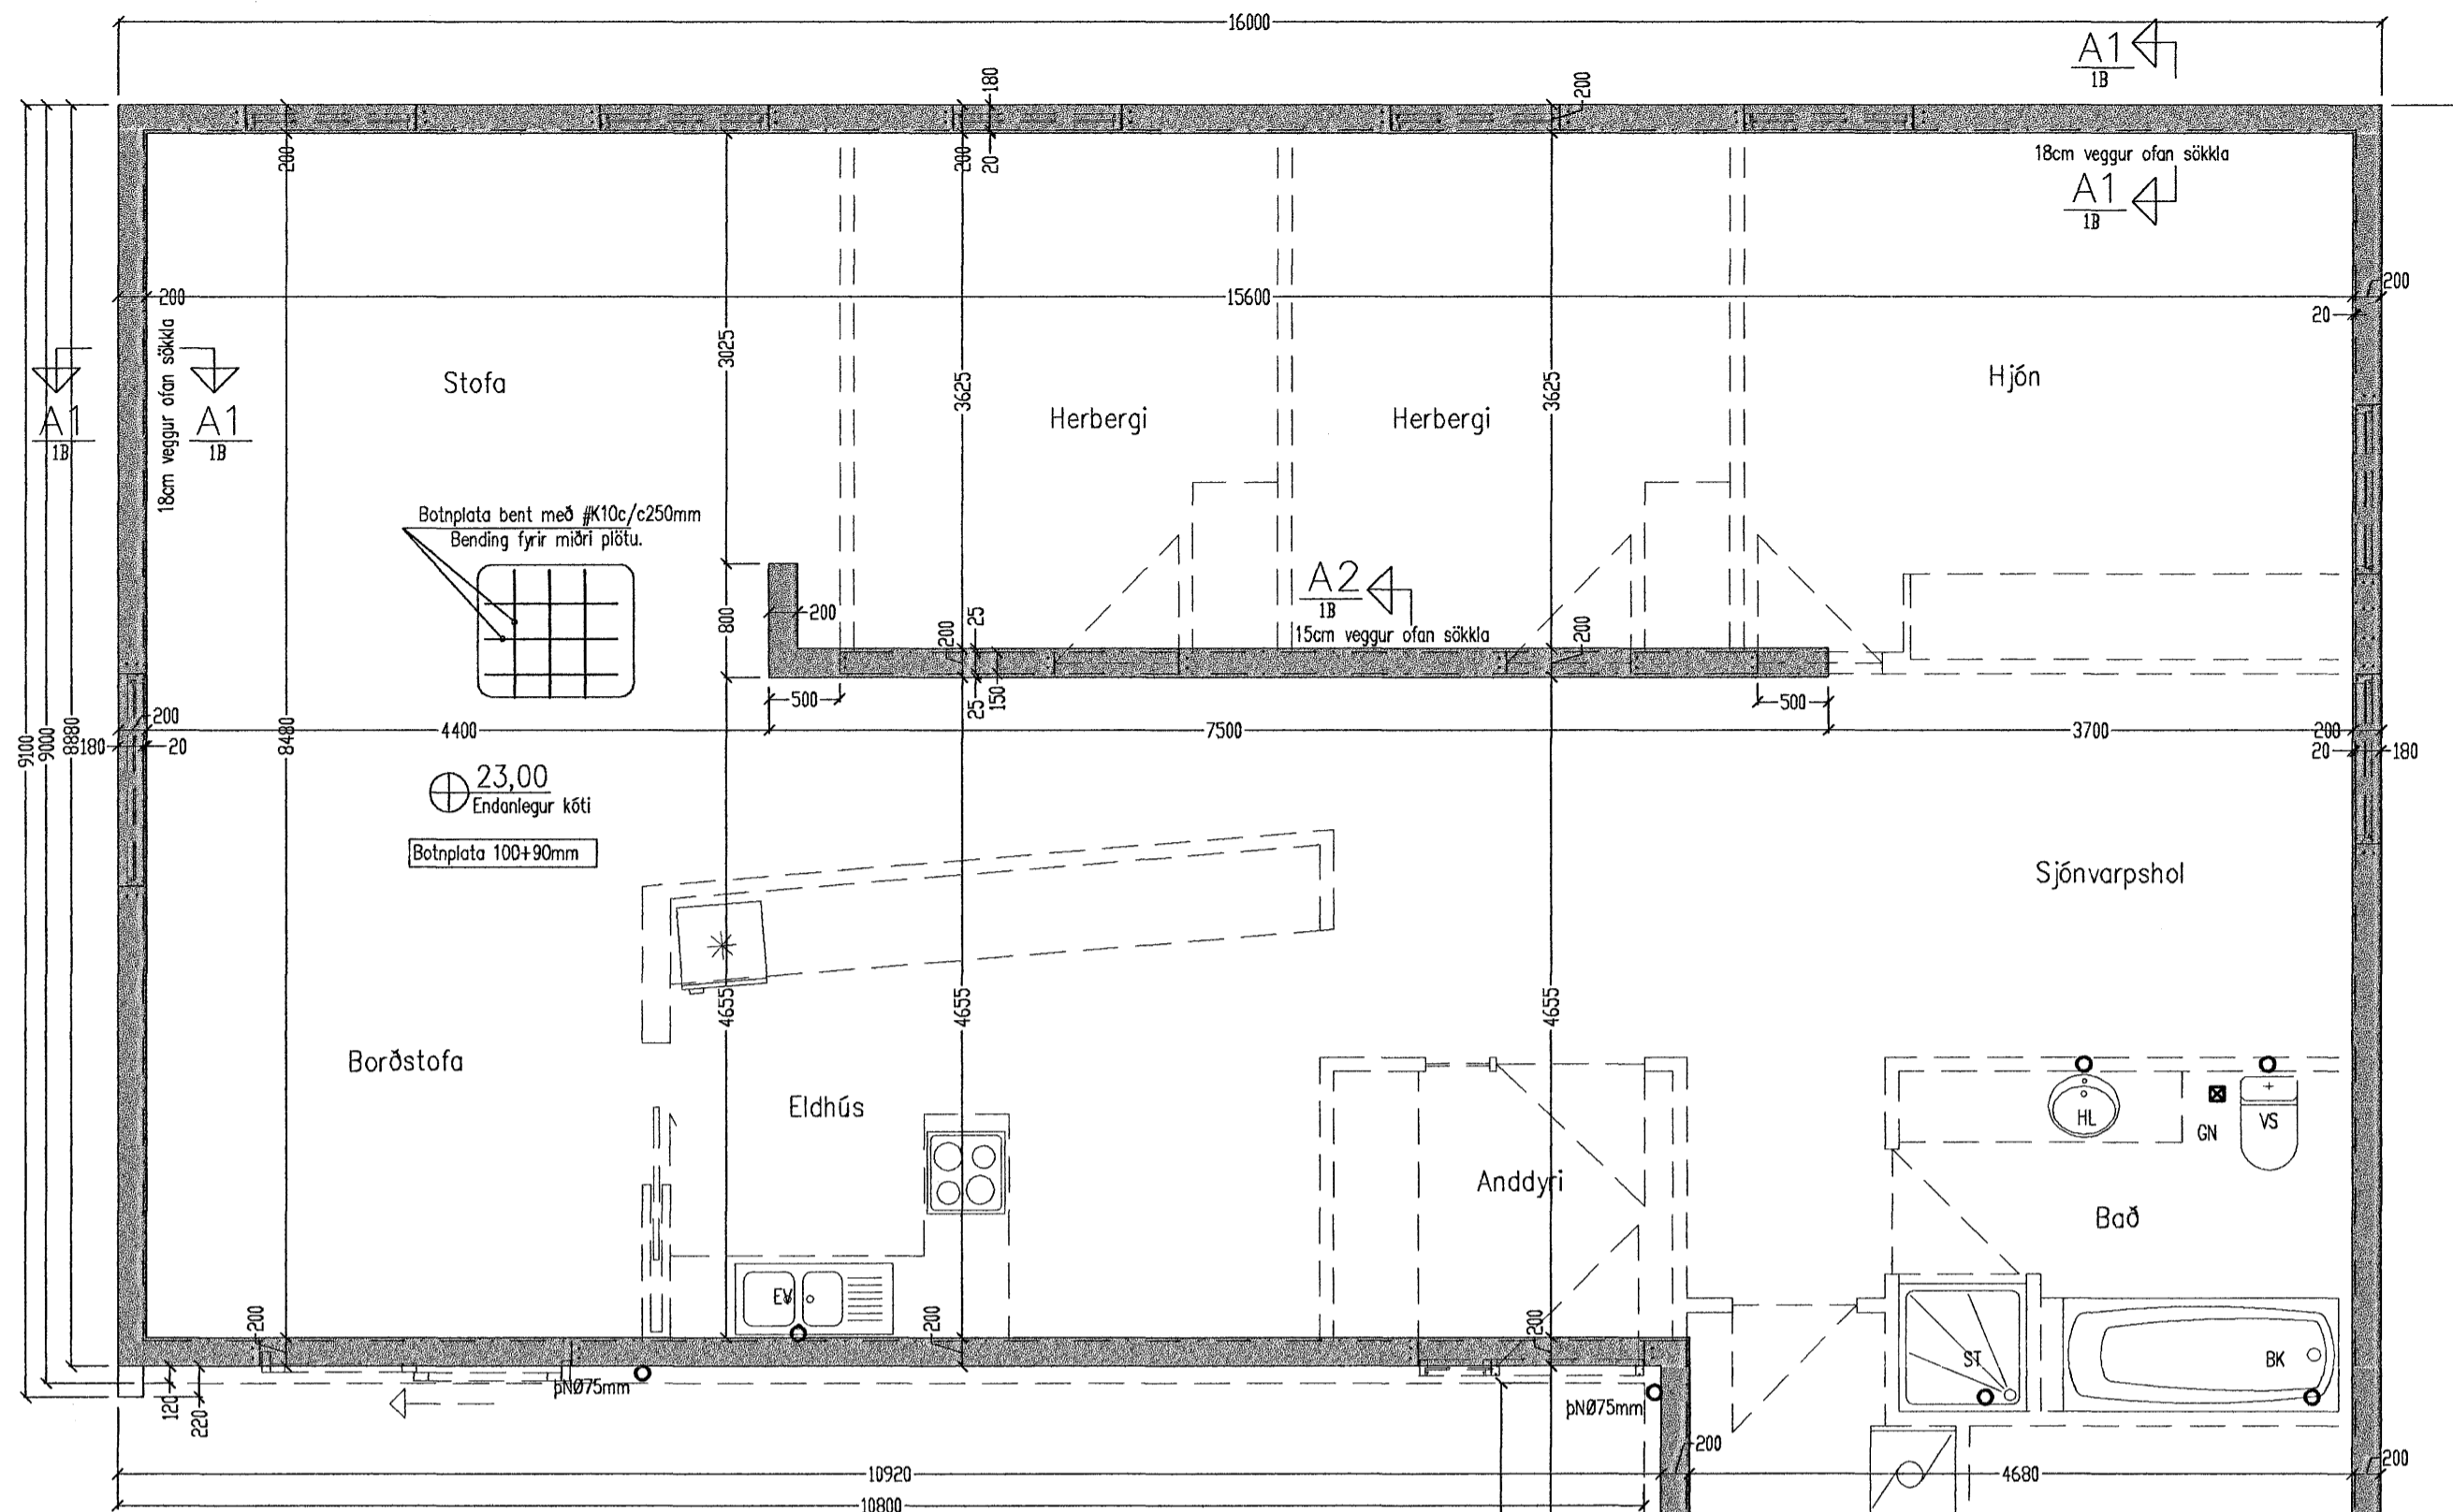 16000
A1
1B
180
200
200
200
20
18cm veggur ofan sökkla
A1
1B
200
15600
200
20
18cm veggur ofan sökkla
3025
3625
3625
Stofa
Herbergi
Herbergi
Hjón
A1
1B
A1
1B
Botnplata bent með #K10c/c250mm
Bending fyrir miðri plötu.
A2
1B
15cm veggur ofan sökkla
800
200
200
25
200
25
150
500
500
9100
9000
8880
180
200
20
8480
4400
7500
3700
200
20
180
23,00
Endanlegur kóti
Botnplata 100+90mm
Sjónvarpshol
4655
4655
4655
Borðstofa
Eldhús
Anddyri
HL
GN
VS
Bað
EV
200
200
200
ST
BK
þNØ75mm
þNØ75mm
120
220
200
10920
4680
200
10800